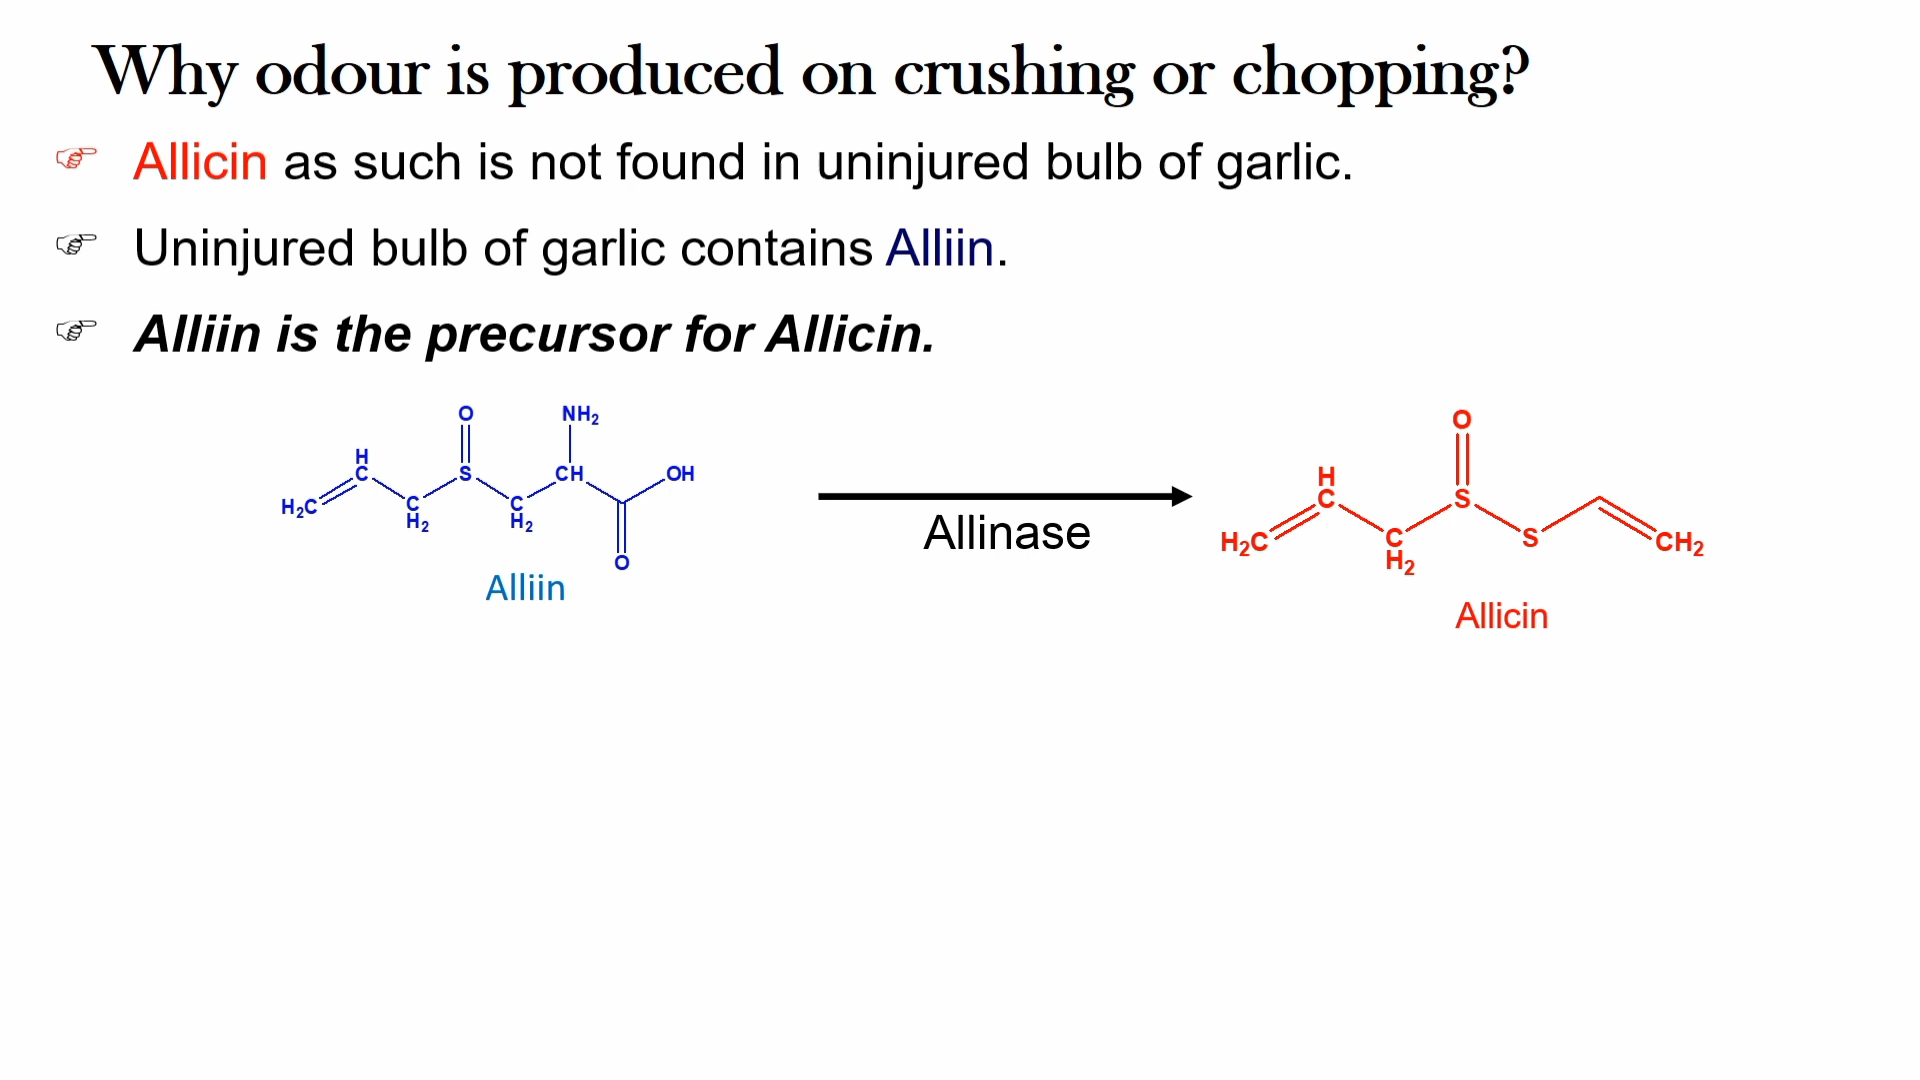 Why odour is produced on crushing or chopping?
Allicin as such is not found in uninjured bulb of garlic.
Uninjured bulb of garlic contains Alliin.
Alliin is the precursor for Allicin.
O
NH2
H
C
S
CH
OH
H2C
C
H2
C
H2
O
Alliin
Allinase
O
H
C
S
H2C
C
H2
S
CH2
Allicin